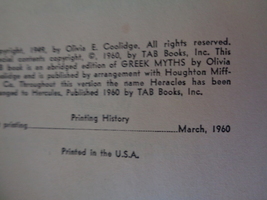 opyright, 1949, by Olivia E. Coolidge. All rights reserved.
ecial contents copyright, ©, 1960, by TAB Books, Inc. This
B book is an abridged edition of GREEK MYTHS by Olivia
olidge and is published by arrangement with Houghton Miff-
Co. Throughout this version the name Heracles has been
anged to Hercules. Published 1960 by TAB Books, Inc.
Printing History
printing March, 1960
Printed in the U.S.A.